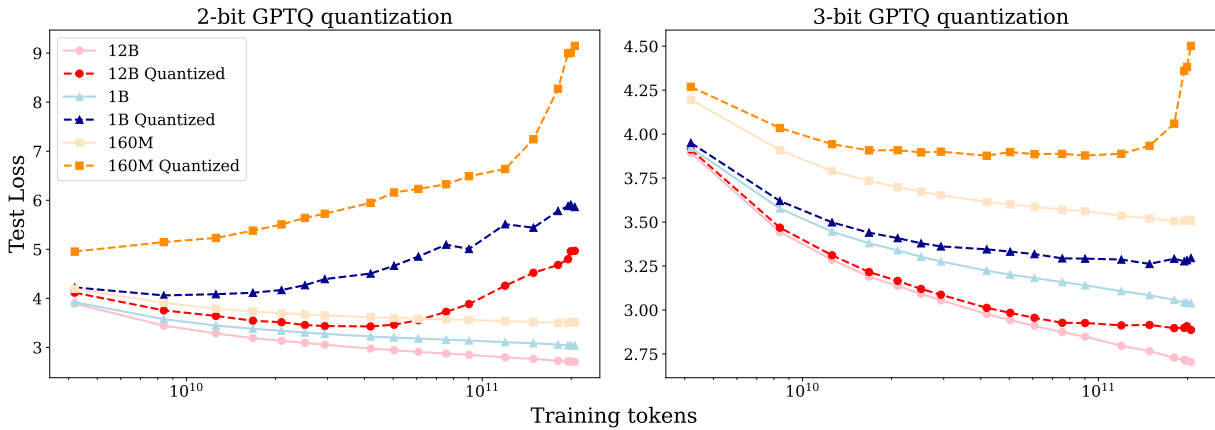 2-bit GPTQ quantization
3-bit GPTQ quantization
Test Loss
9
8
7
6
5
4
3
12B
12B Quantized
1B
1B Quantized
160M
160M Quantized
10^10
10^11
4.50
4.25
4.00
3.75
3.50
3.25
3.00
2.75
10^10
10^11
Training tokens